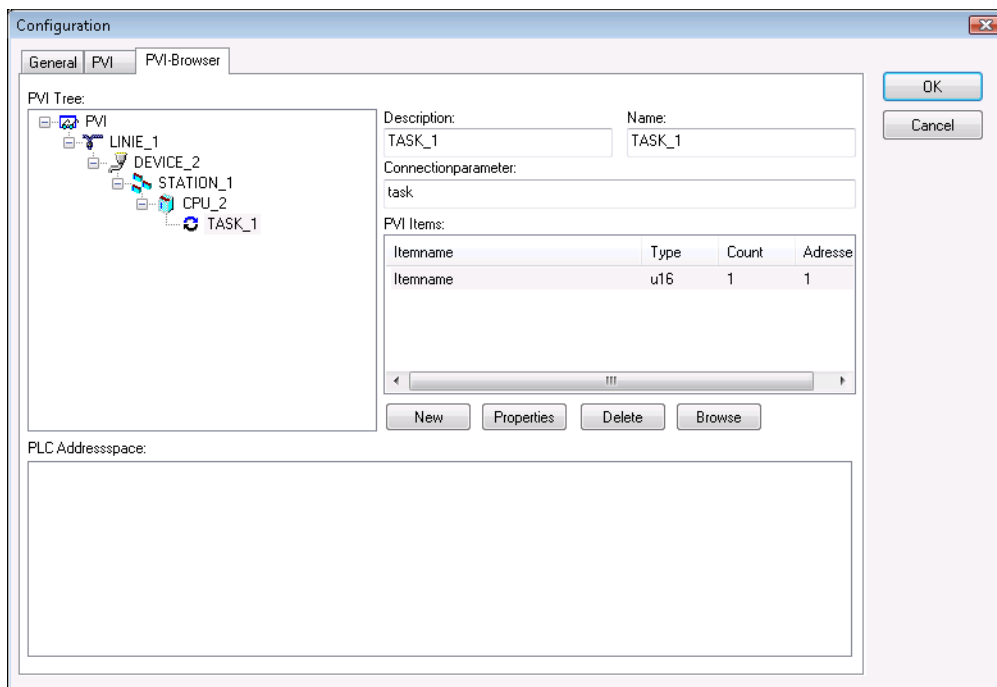 Configuration
General PVI PVI-Browser
OK
Cancel
PVI Tree:
PVI
LINIE_1
DEVICE_2
STATION_1
CPU_2
TASK_1
Description: Name:
TASK_1 TASK_1
Connectionparameter:
task
PVI Items:
Itemname Type Count Adresse
Itemname u16 1 1
New Properties Delete Browse
PLC Addressspace: